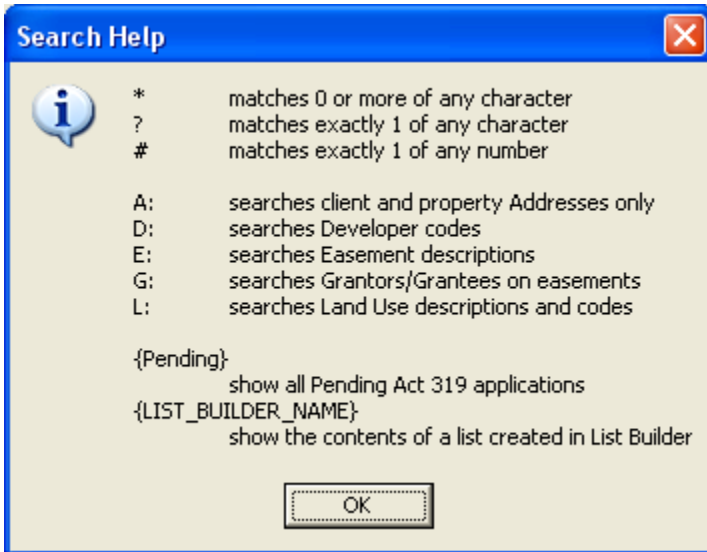 Search Help
* matches 0 or more of any character
? matches exactly 1 of any character
# matches exactly 1 of any number
A: searches client and property Addresses only
D: searches Developer codes
E: searches Easement descriptions
G: searches Grantors/Grantees on easements
L: searches Land Use descriptions and codes
{Pending}
show all Pending Act 319 applications
{LIST_BUILDER_NAME}
show the contents of a list created in List Builder
OK